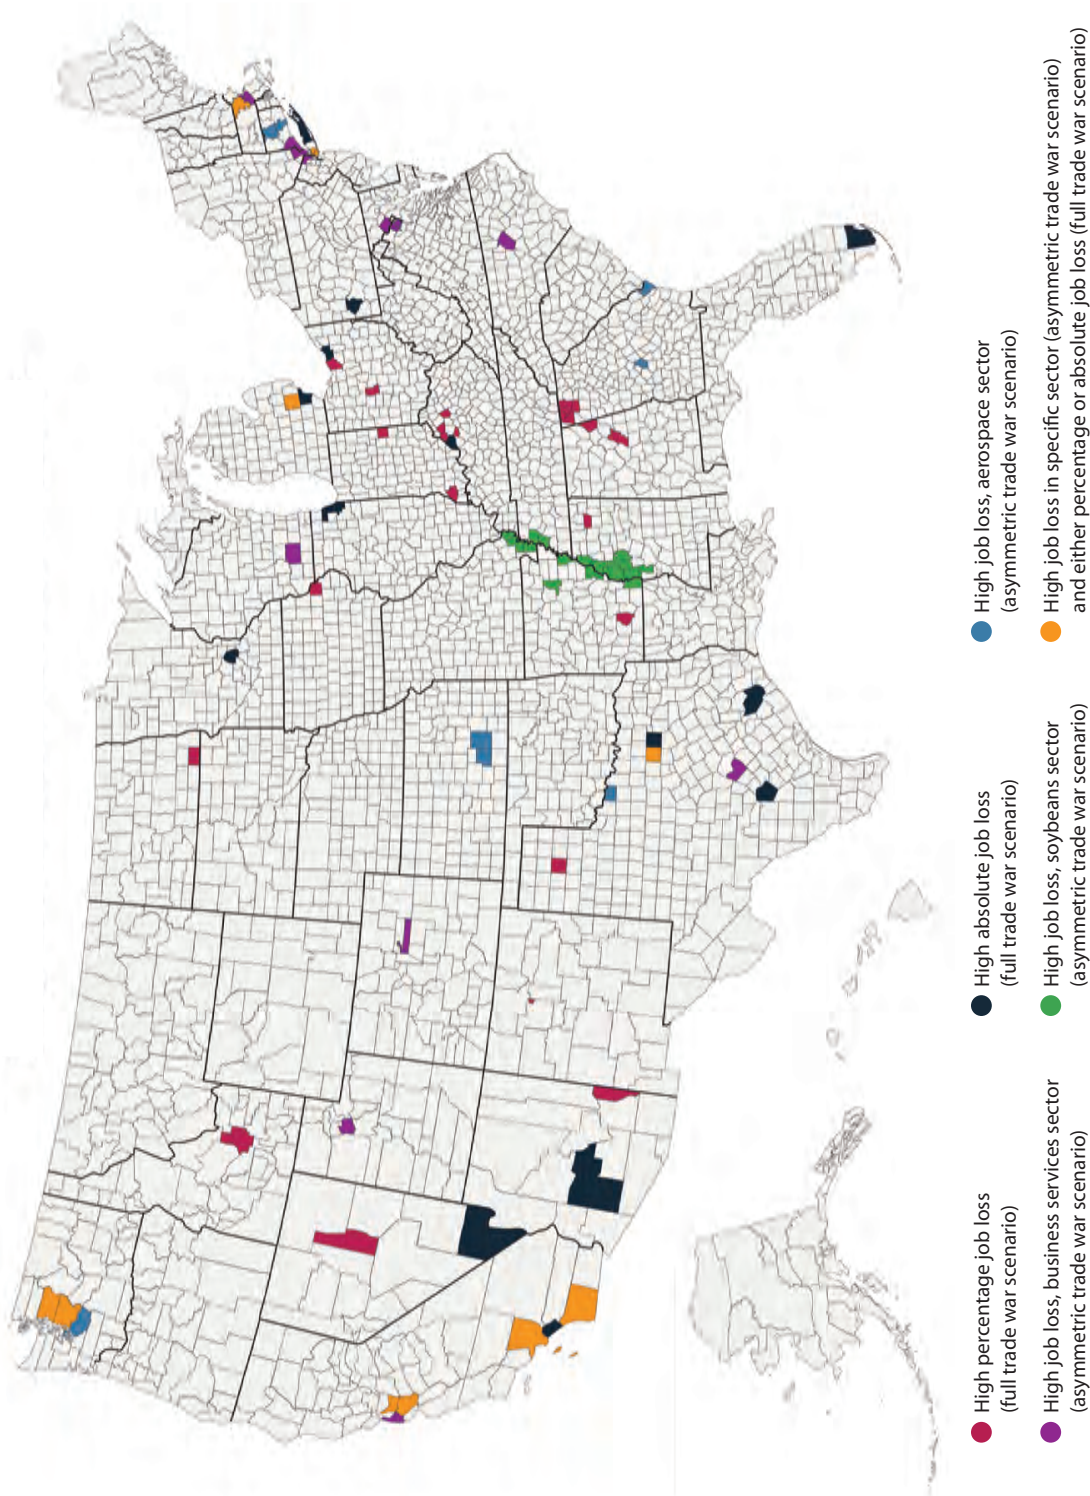 High percentage job loss
(full trade war scenario)
High absolute job loss
(full trade war scenario)
High job loss, aerospace sector
(asymmetric trade war scenario)
High job loss, business services sector
(asymmetric trade war scenario)
High job loss, soybeans sector
(asymmetric trade war scenario)
High job loss in specific sector (asymmetric trade war scenario)
and either percentage or absolute job loss (full trade war scenario)